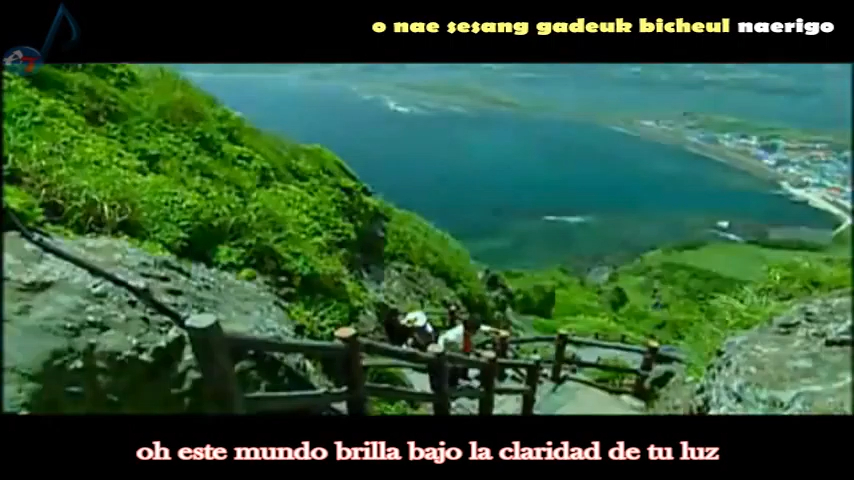 o nae sesang gadeuk bicheul naerigo
oh este mundo brilla bajo la claridad de tu luz